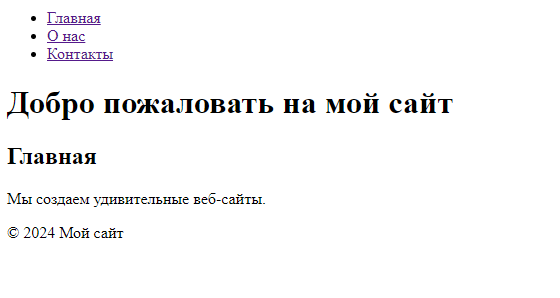 Главная
О нас
Контакты
Добро пожаловать на мой сайт
Главная
Мы создаем удивительные веб-сайты.
© 2024 Мой сайт